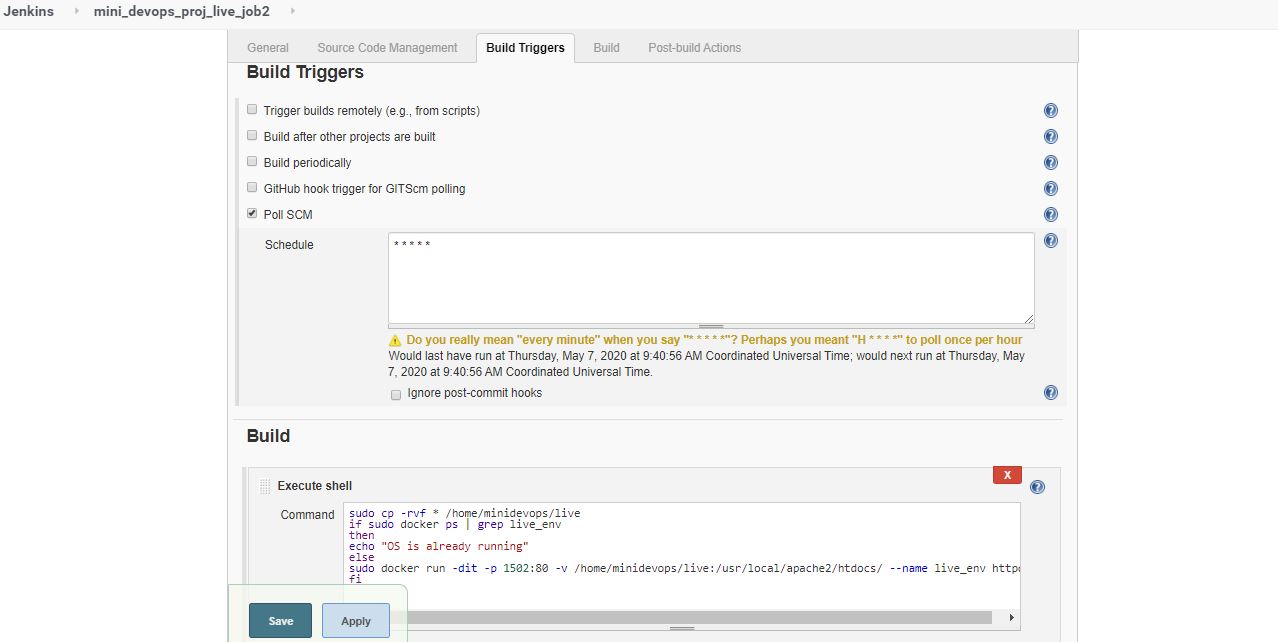 Jenkins mini_devops_proj_live_job2
General Source Code Management Build Triggers Build Post-build Actions
Build Triggers
Trigger builds remotely (e.g., from scripts)
Build after other projects are built
Build periodically
GitHub hook trigger for GITScm polling
Poll SCM
Schedule * * * * *
Do you really mean "every minute" when you say "* * * * *"? Perhaps you meant "H * * * *" to poll once per hour
Would last have run at Thursday, May 7, 2020 at 9:40:56 AM Coordinated Universal Time; would next run at Thursday, May
7, 2020 at 9:40:56 AM Coordinated Universal Time.
Ignore post-commit hooks
Build
X
Execute shell
Command sudo cp -rvf * /home/minidevops/live
if sudo docker ps | grep live_env
then
echo "OS is already running"
else
sudo docker run -dit -p 1502:80 -v /home/minidevops/live:/usr/local/apache2/htdocs/ --name live_env
fi
Save Apply